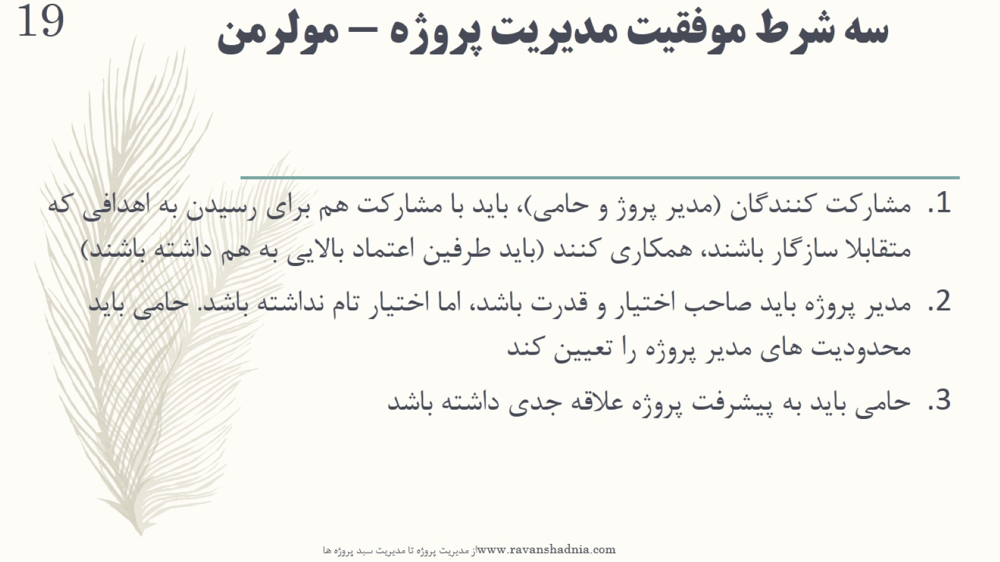 19
سه شرط موفقیت مدیریت پروژه – مولرمن
1. مشارکت کنندگان (مدیر پروژ و حامی)، باید با مشارکت هم برای رسیدن به اهدافی که
متقابلا سازگار باشند، همکاری کنند (باید طرفین اعتماد بالایی به هم داشته باشند)
2. مدیر پروژه باید صاحب اختیار و قدرت باشد، اما اختیار تام نداشته باشد. حامی باید
محدودیت های مدیر پروژه را تعیین کند
3. حامی باید به پیشرفت پروژه علاقه جدی داشته باشد
www.ravanshadnia.comاز مدیریت پروژه تا مدیریت سبد پروژه ها